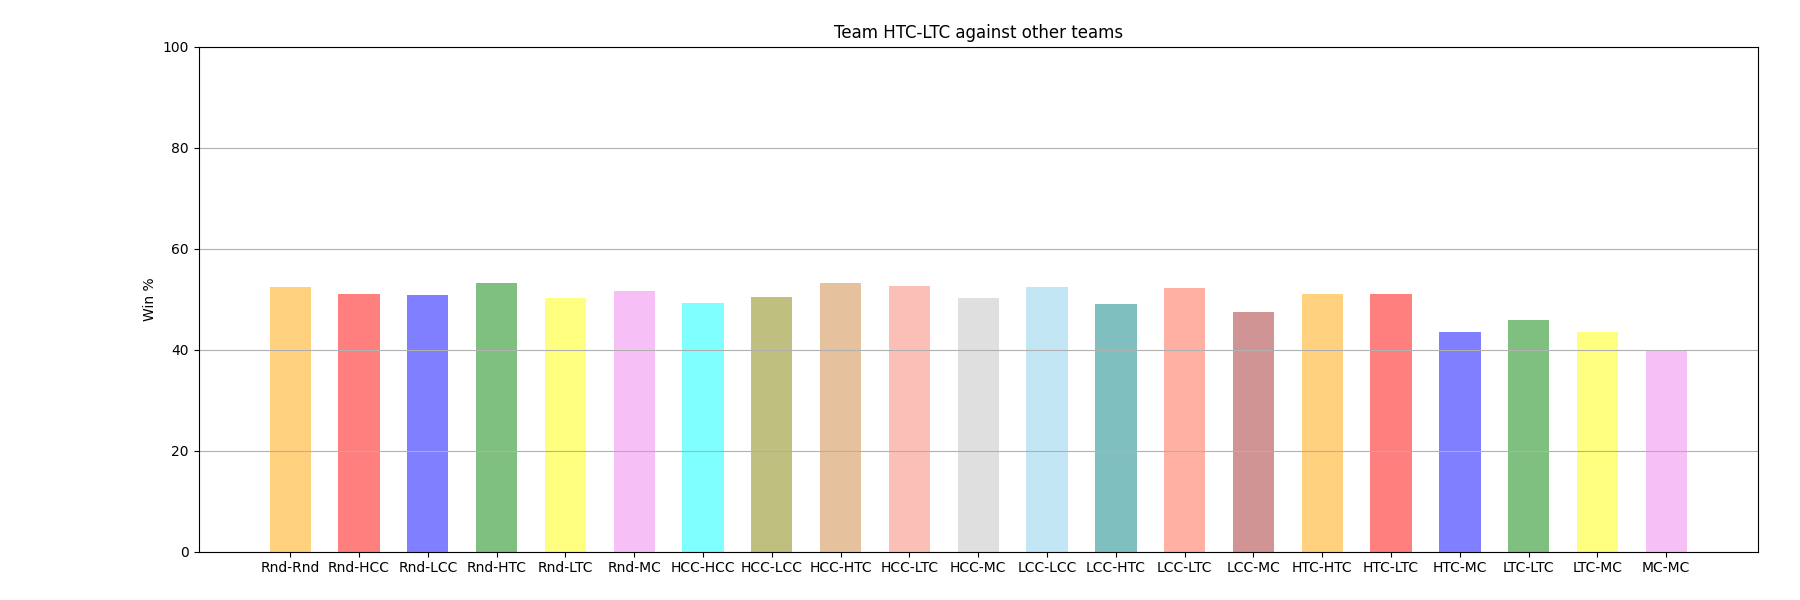 Team HTC-LTC against other teams
100
80
60
40
20
0
Win %
Rnd-Rnd Rnd-HCC Rnd-LCC Rnd-HTC Rnd-LTC Rnd-MC HCC-HCC HCC-LCC HCC-HTC HCC-LTC HCC-MC LCC-LCC LCC-HTC LCC-LTC LCC-MC HTC-HTC HTC-LTC HTC-MC LTC-LTC LTC-MC MC-MC